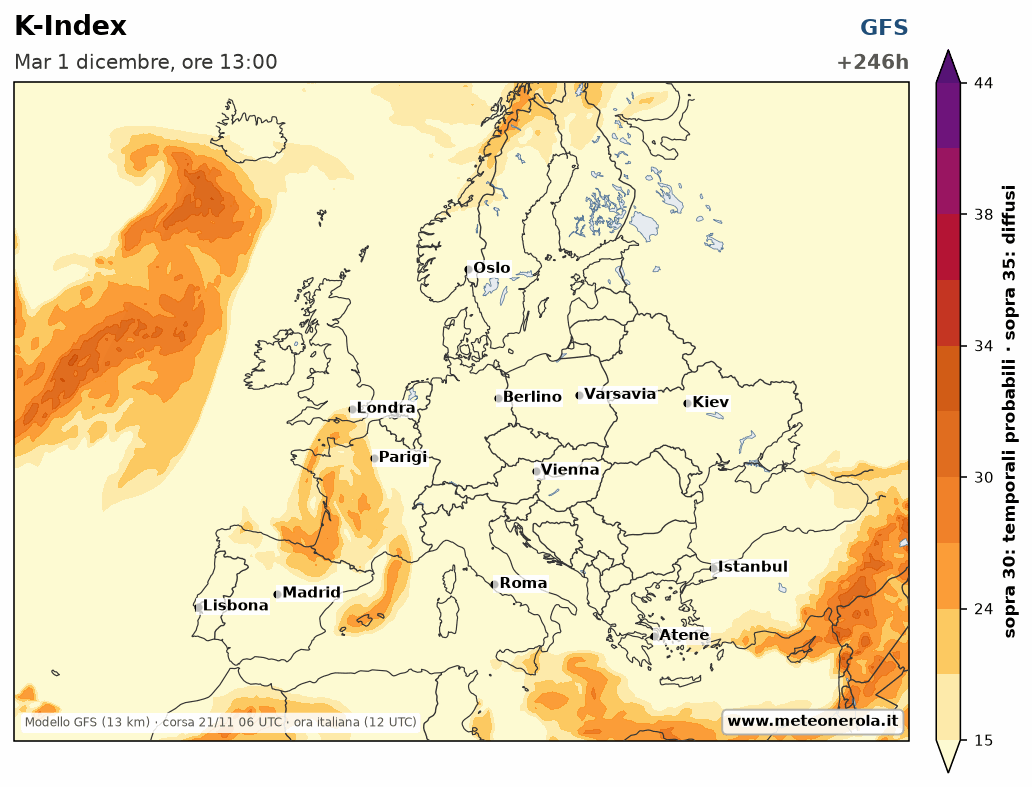 K-Index
GFS
Mar 1 dicembre, ore 13:00
+246h
44
38
34
30
24
15
sopra 30: temporali probabili · sopra 35: diffusi
Oslo
Berlino
Varsavia
Kiev
Londra
Parigi
Vienna
Istanbul
Roma
Madrid
Lisbona
Atene
Modello GFS (13 km) · corsa 21/11 06 UTC · ora italiana (12 UTC)
www.meteonerola.it